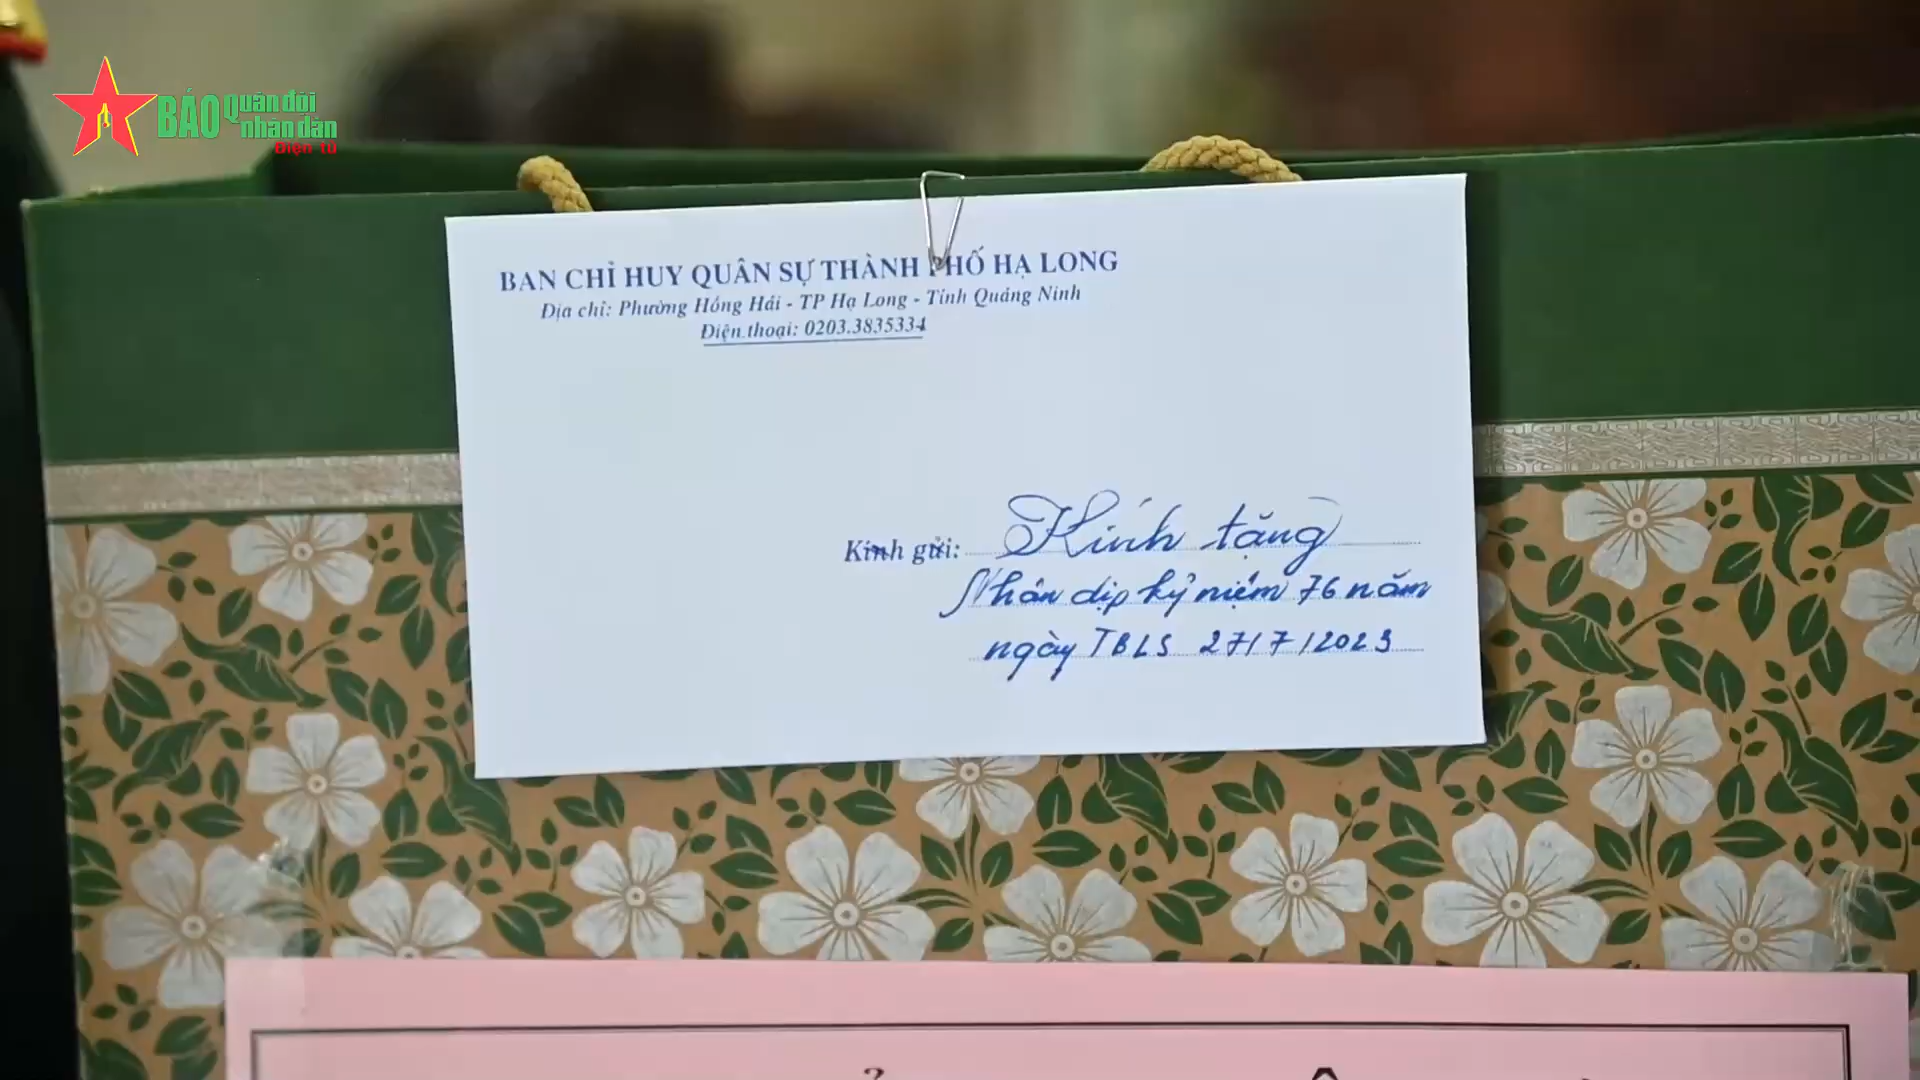 BÁO Quân đội
nhân dân
Điện tử
BAN CHỈ HUY QUÂN SỰ THÀNH PHỐ HẠ LONG
Địa chỉ: Phường Hồng Hải - TP Hạ Long - Tỉnh Quảng Ninh
Điện thoại: 0203.3835334
Kính gửi: Kính tặng
Nhân dịp kỷ niệm 76 năm
ngày TBLS 27/7/2023